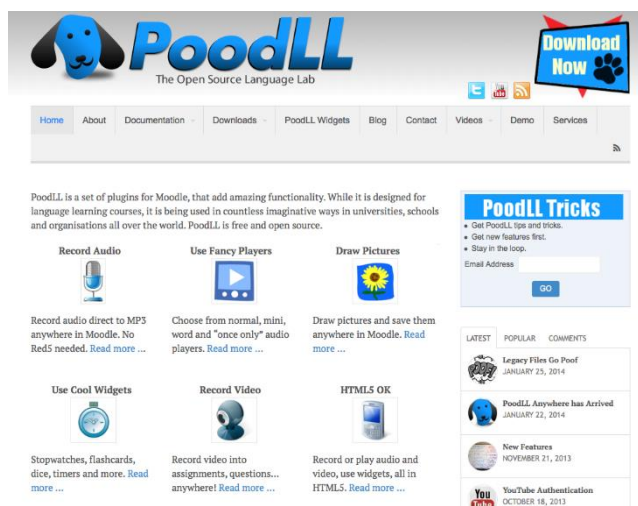 PoodLL
The Open Source Language Lab
Download
Now
You
Tube
Home About Documentation Downloads PoodLL Widgets Blog Contact Videos Demo Services
PoodLL is a set of plugins for Moodle, that add amazing functionality. While it is designed for
language learning courses, it is being used in countless imaginative ways in universities, schools
and organisations all over the world. PoodLL is free and open source.
Record Audio
Record audio direct to MP3
anywhere in Moodle. No
Red5 needed. Read more ...
Use Fancy Players
Choose from normal, mini,
word and "once only" audio
players. Read more ...
Draw Pictures
Draw pictures and save them
anywhere in Moodle. Read
more ...
Use Cool Widgets
Stopwatches, flashcards,
dice, timers and more. Read
more ...
Record Video
Record video into
assignments, questions...
anywhere! Read more ...
HTML5 OK
Record or play audio and
video, use widgets, all in
HTML5. Read more ...
PoodLL Tricks
• Get PoodLL tips and tricks.
• Get new features first.
• Stay in the loop.
Email Address
GO
LATEST POPULAR COMMENTS
POOF!
Legacy Files Go Poof
JANUARY 25, 2014
PoodLL Anywhere has Arrived
JANUARY 22, 2014
New Features
NOVEMBER 21, 2013
You
Tube
YouTube Authentication
OCTOBER 18, 2013